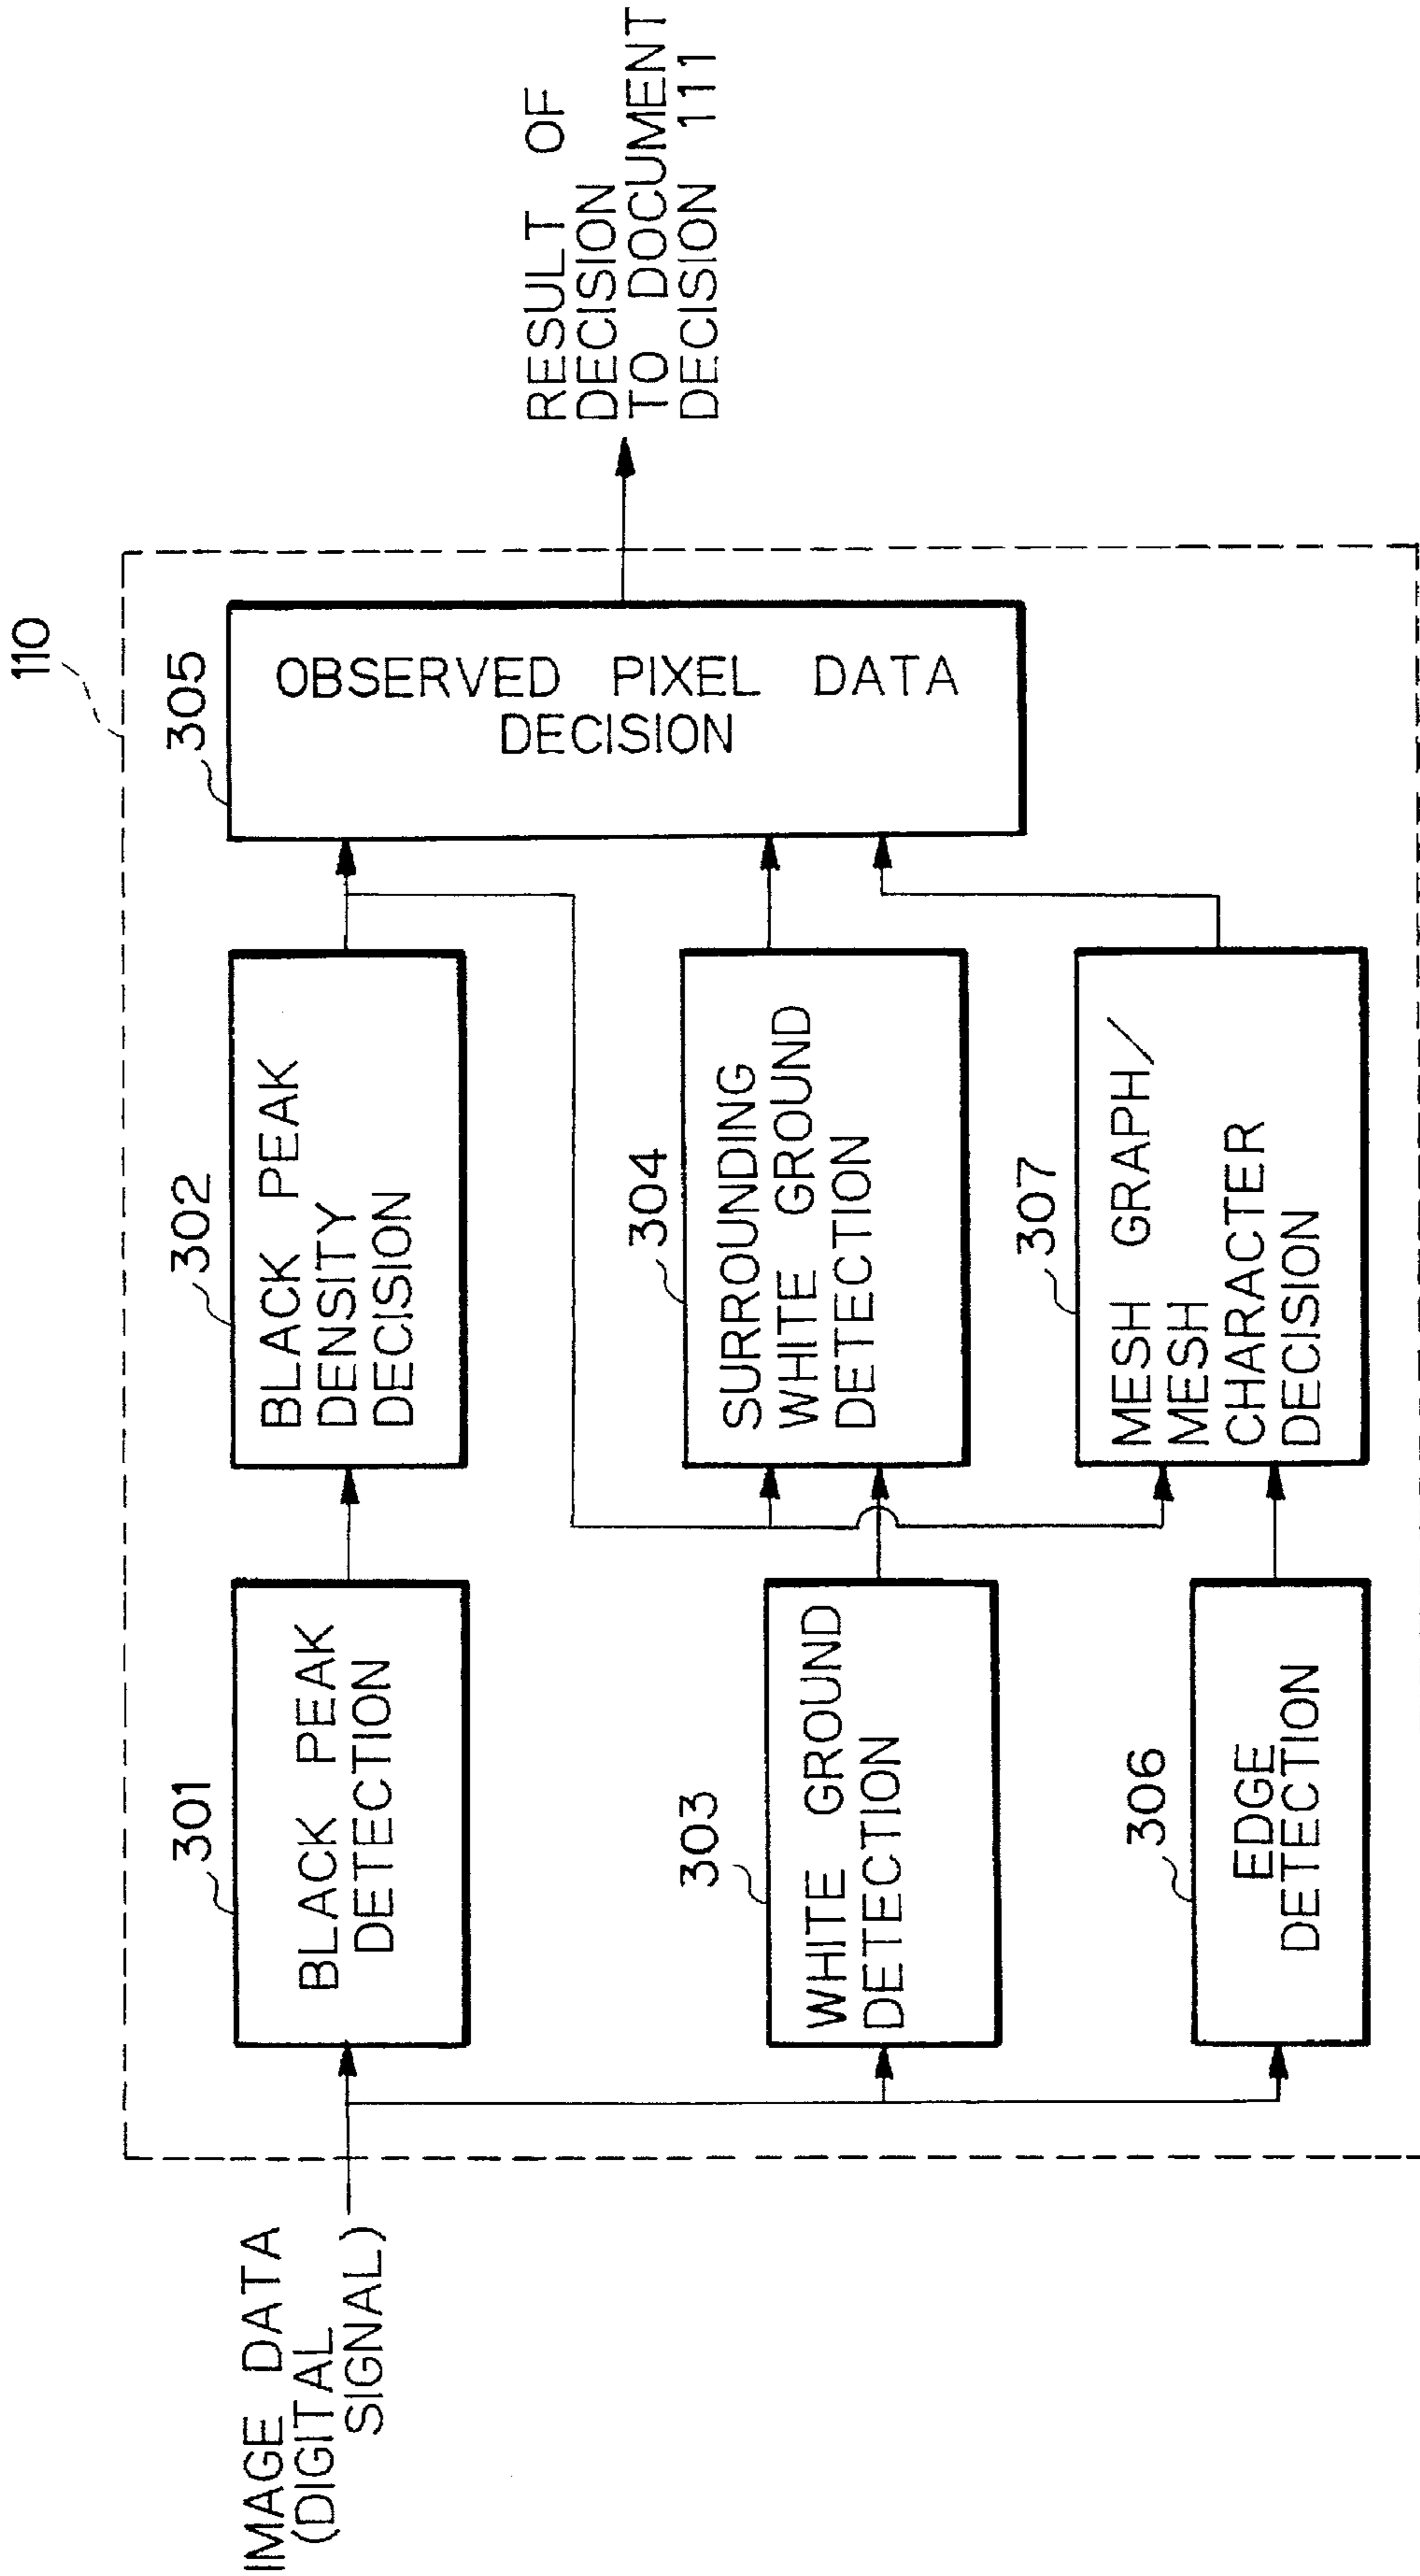 110
IMAGE DATA
(DIGITAL
SIGNAL)
301
BLACK PEAK
DETECTION
302
BLACK PEAK
DENSITY
DECISION
305
OBSERVED PIXEL DATA
DECISION
RESULT OF
DECISION
TO DOCUMENT
DECISION 111
303
WHITE GROUND
DETECTION
304
SURROUNDING
WHITE GROUND
DETECTION
306
EDGE
DETECTION
307
MESH GRAPH/
MESH
CHARACTER
DECISION